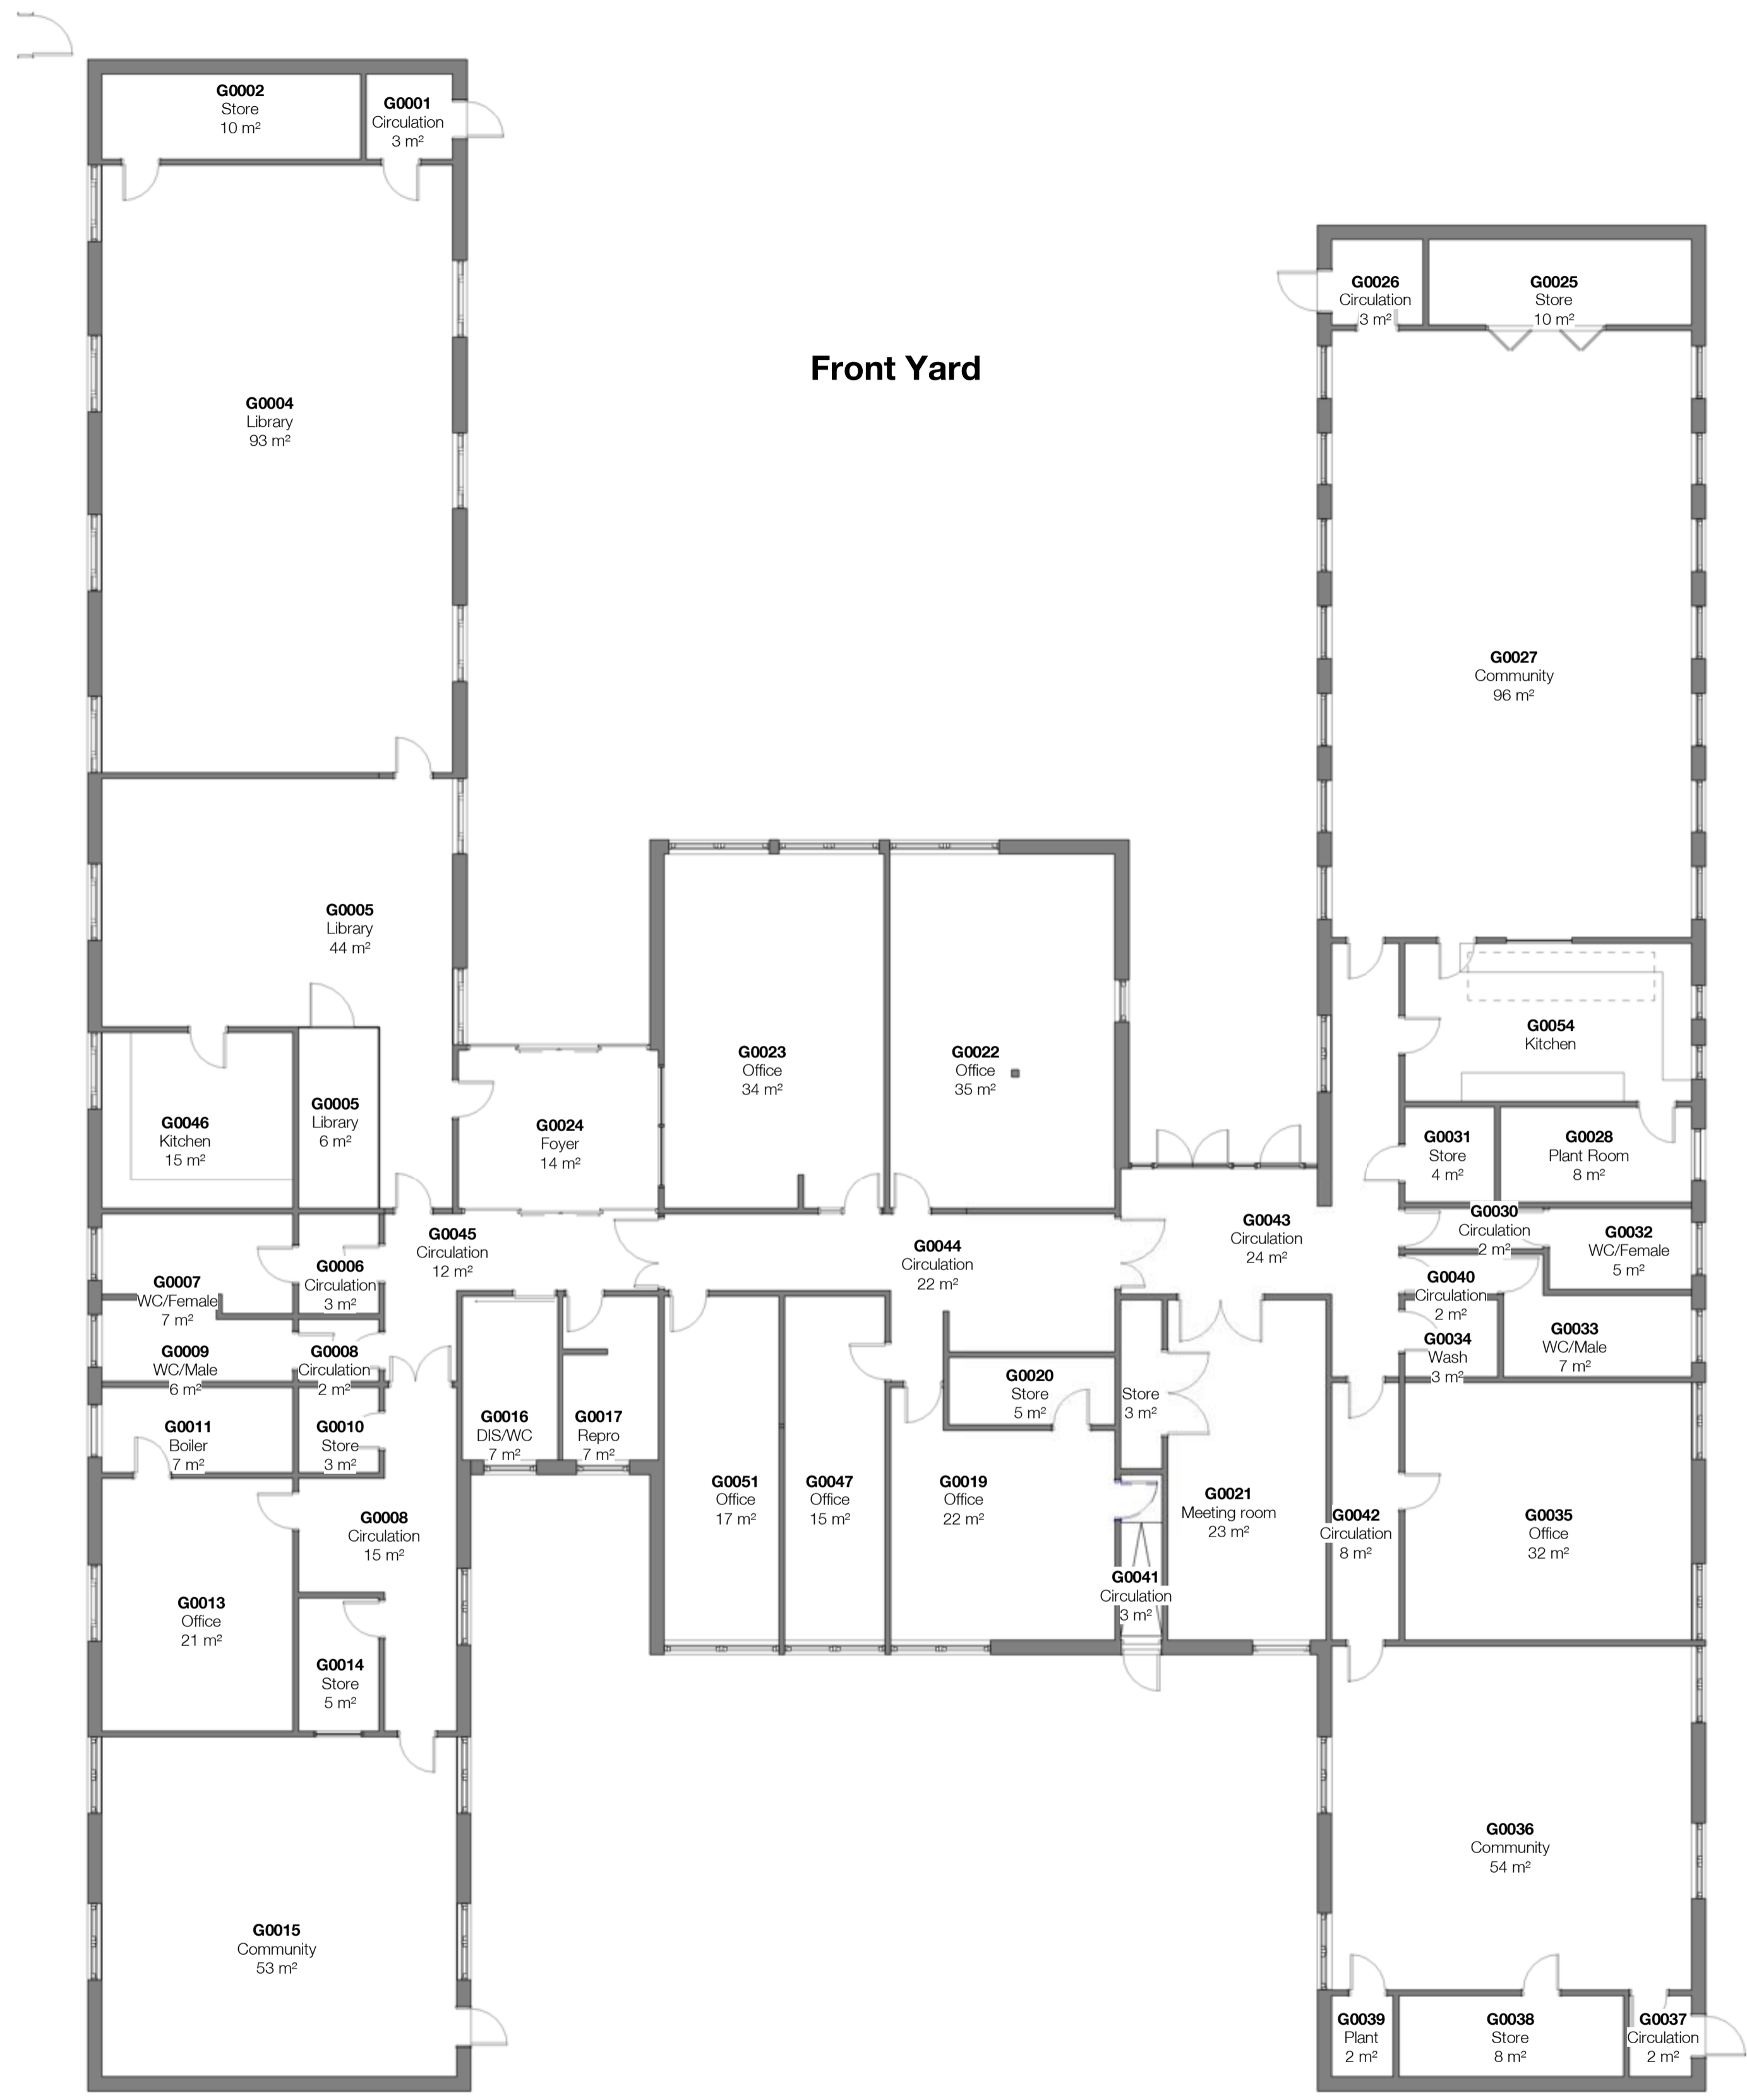 G0002
Store
10 m²
G0001
Circulation
3 m²
G0026
Circulation
3 m²
G0025
Store
10 m²
Front Yard
G0004
Library
93 m²
G0027
Community
96 m²
G0005
Library
44 m²
G0054
Kitchen
G0023
Office
34 m²
G0022
Office
35 m²
G0046
Kitchen
15 m²
G0005
Library
6 m²
G0024
Foyer
14 m²
G0031
Store
4 m²
G0028
Plant Room
8 m²
G0045
Circulation
12 m²
G0044
Circulation
22 m²
G0043
Circulation
24 m²
G0030
Circulation
2 m²
G0032
WC/Female
5 m²
G0007
WC/Female
7 m²
G0006
Circulation
3 m²
G0040
Circulation
2 m²
G0034
Wash
3 m²
G0033
WC/Male
7 m²
G0009
WC/Male
6 m²
G0008
Circulation
2 m²
G0020
Store
5 m²
Store
3 m²
G0011
Boiler
7 m²
G0010
Store
3 m²
G0016
DIS/WC
7 m²
G0017
Repro
7 m²
G0051
Office
17 m²
G0047
Office
15 m²
G0019
Office
22 m²
G0021
Meeting room
23 m²
G0042
Circulation
8 m²
G0035
Office
32 m²
G0008
Circulation
15 m²
G0041
Circulation
3 m²
G0013
Office
21 m²
G0014
Store
5 m²
G0036
Community
54 m²
G0015
Community
53 m²
G0039
Plant
2 m²
G0038
Store
8 m²
G0037
Circulation
2 m²